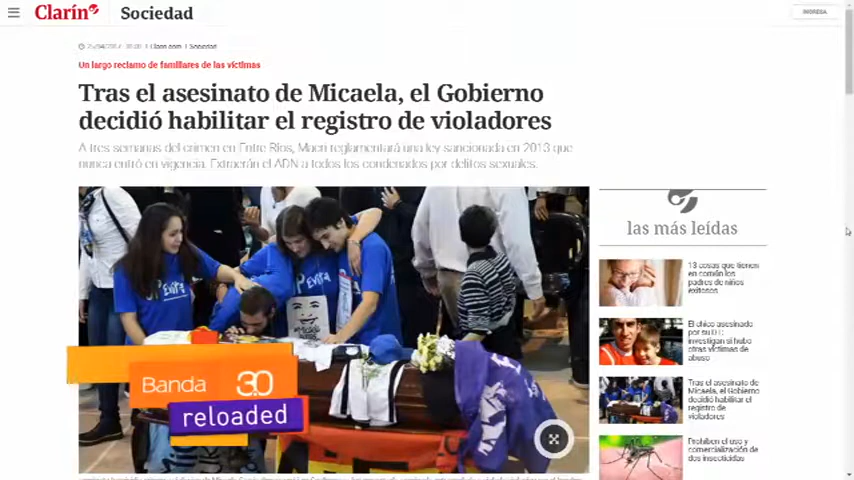 Clarín
Sociedad
INGRESA
Clarin.com
Sociedad
Un largo reclamo de familiares de las víctimas
Tras el asesinato de Micaela, el Gobierno
decidió habilitar el registro de violadores
A tres semanas del crimen en Entre Ríos, Macri reglamentará una ley sancionada en 2013 que
nunca entró en vigencia. Extraerán el ADN a todos los condenados por delitos sexuales.
las más leídas
13 cosas que tienen
en común los
padres de niños
exitosos
El chico asesinado
investigan si hubo
otras víctimas de
abuso
Tras el asesinato de
Micaela, el Gobierno
decidió habilitar el
registro de
violadores
Prohíben el uso y
comercialización de
dos insecticidas
Banda 3.0
reloaded